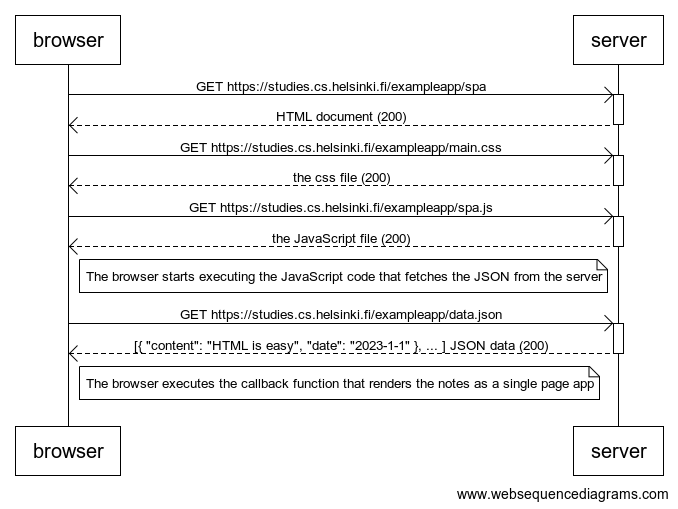 browser
server
GET https://studies.cs.helsinki.fi/exampleapp/spa
HTML document (200)
GET https://studies.cs.helsinki.fi/exampleapp/main.css
the css file (200)
GET https://studies.cs.helsinki.fi/exampleapp/spa.js
the JavaScript file (200)
The browser starts executing the JavaScript code that fetches the JSON from the server
GET https://studies.cs.helsinki.fi/exampleapp/data.json
[{ "content": "HTML is easy", "date": "2023-1-1" }, ... ] JSON data (200)
The browser executes the callback function that renders the notes as a single page app
browser
server
www.websequencediagrams.com